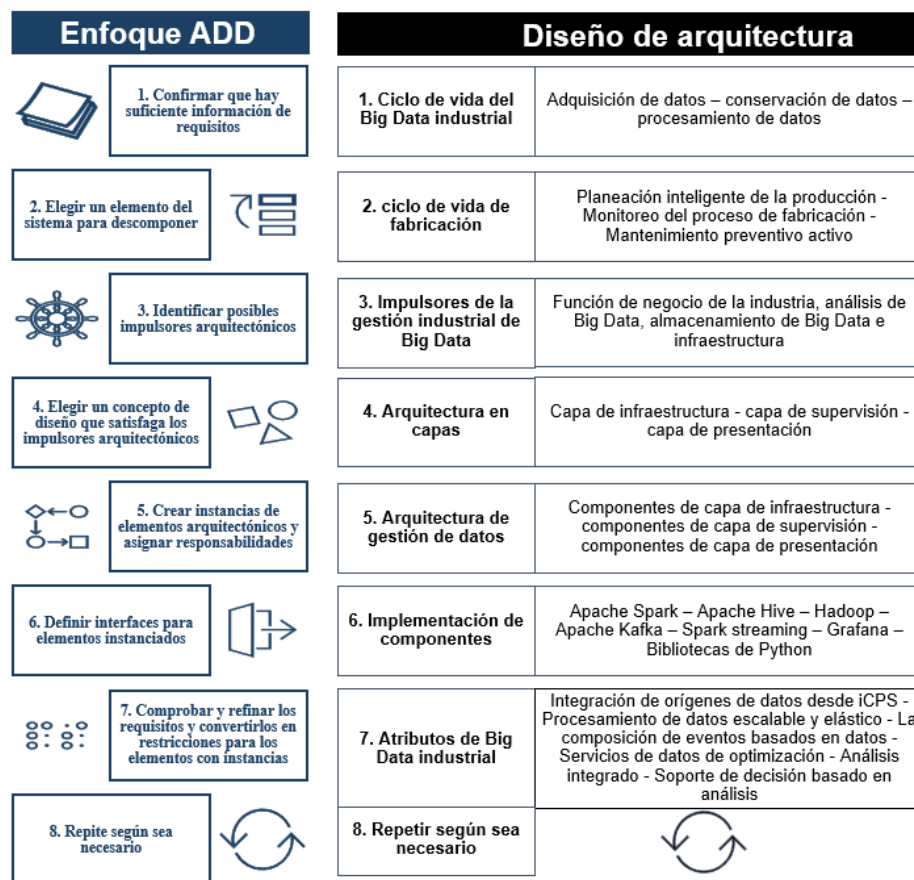 Enfoque ADD
Diseño de arquitectura
1. Confirmar que hay
suficiente información de
requisitos
1. Ciclo de vida del
Big Data industrial
Adquisición de datos – conservación de datos –
procesamiento de datos
2. Elegir un elemento del
sistema para descomponer
2. ciclo de vida de
fabricación
Planeación inteligente de la producción -
Monitoreo del proceso de fabricación -
Mantenimiento preventivo activo
3. Identificar posibles
impulsores arquitectónicos
3. Impulsores de la
gestión industrial de
Big Data
Función de negocio de la industria, análisis de
Big Data, almacenamiento de Big Data e
infraestructura
4. Elegir un concepto de
diseño que satisfaga los
impulsores arquitectónicos
4. Arquitectura en
capas
Capa de infraestructura - capa de supervisión -
capa de presentación
5. Crear instancias de
elementos arquitectónicos y
asignar responsabilidades
5. Arquitectura de
gestión de datos
Componentes de capa de infraestructura -
componentes de capa de supervisión -
componentes de capa de presentación
6. Definir interfaces para
elementos instanciados
6. Implementación de
componentes
Apache Spark – Apache Hive – Hadoop –
Apache Kafka – Spark streaming – Grafana –
Bibliotecas de Python
7. Comprobar y refinar los
requisitos y convertirlos en
restricciones para los
elementos con instancias
7. Atributos de Big
Data industrial
Integración de orígenes de datos desde iCPS -
Procesamiento de datos escalable y elástico - La
composición de eventos basados en datos -
Servicios de datos de optimización - Análisis
integrado - Soporte de decisión basado en
análisis
8. Repite según sea
necesario
8. Repetir según sea
necesario